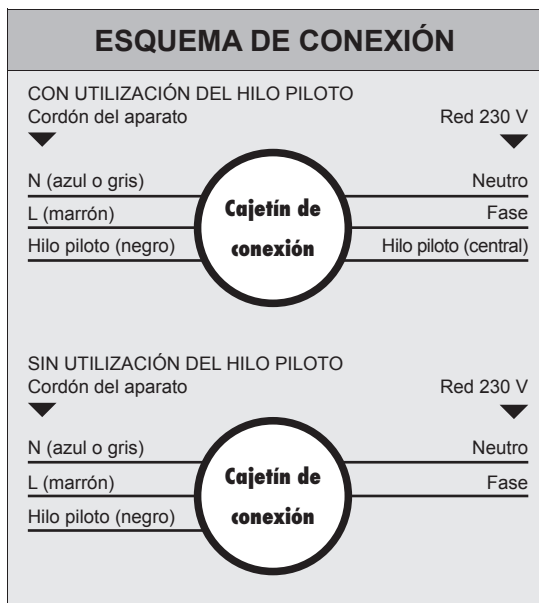 ESQUEMA DE CONEXIÓN
CON UTILIZACIÓN DEL HILO PILOTO
Cordón del aparato
Red 230 V
N (azul o gris)
Neutro
L (marrón)
Fase
Hilo piloto (negro)
Hilo piloto (central)
Cajetín de
conexión
SIN UTILIZACIÓN DEL HILO PILOTO
Cordón del aparato
Red 230 V
N (azul o gris)
Neutro
L (marrón)
Fase
Hilo piloto (negro)
Cajetín de
conexión